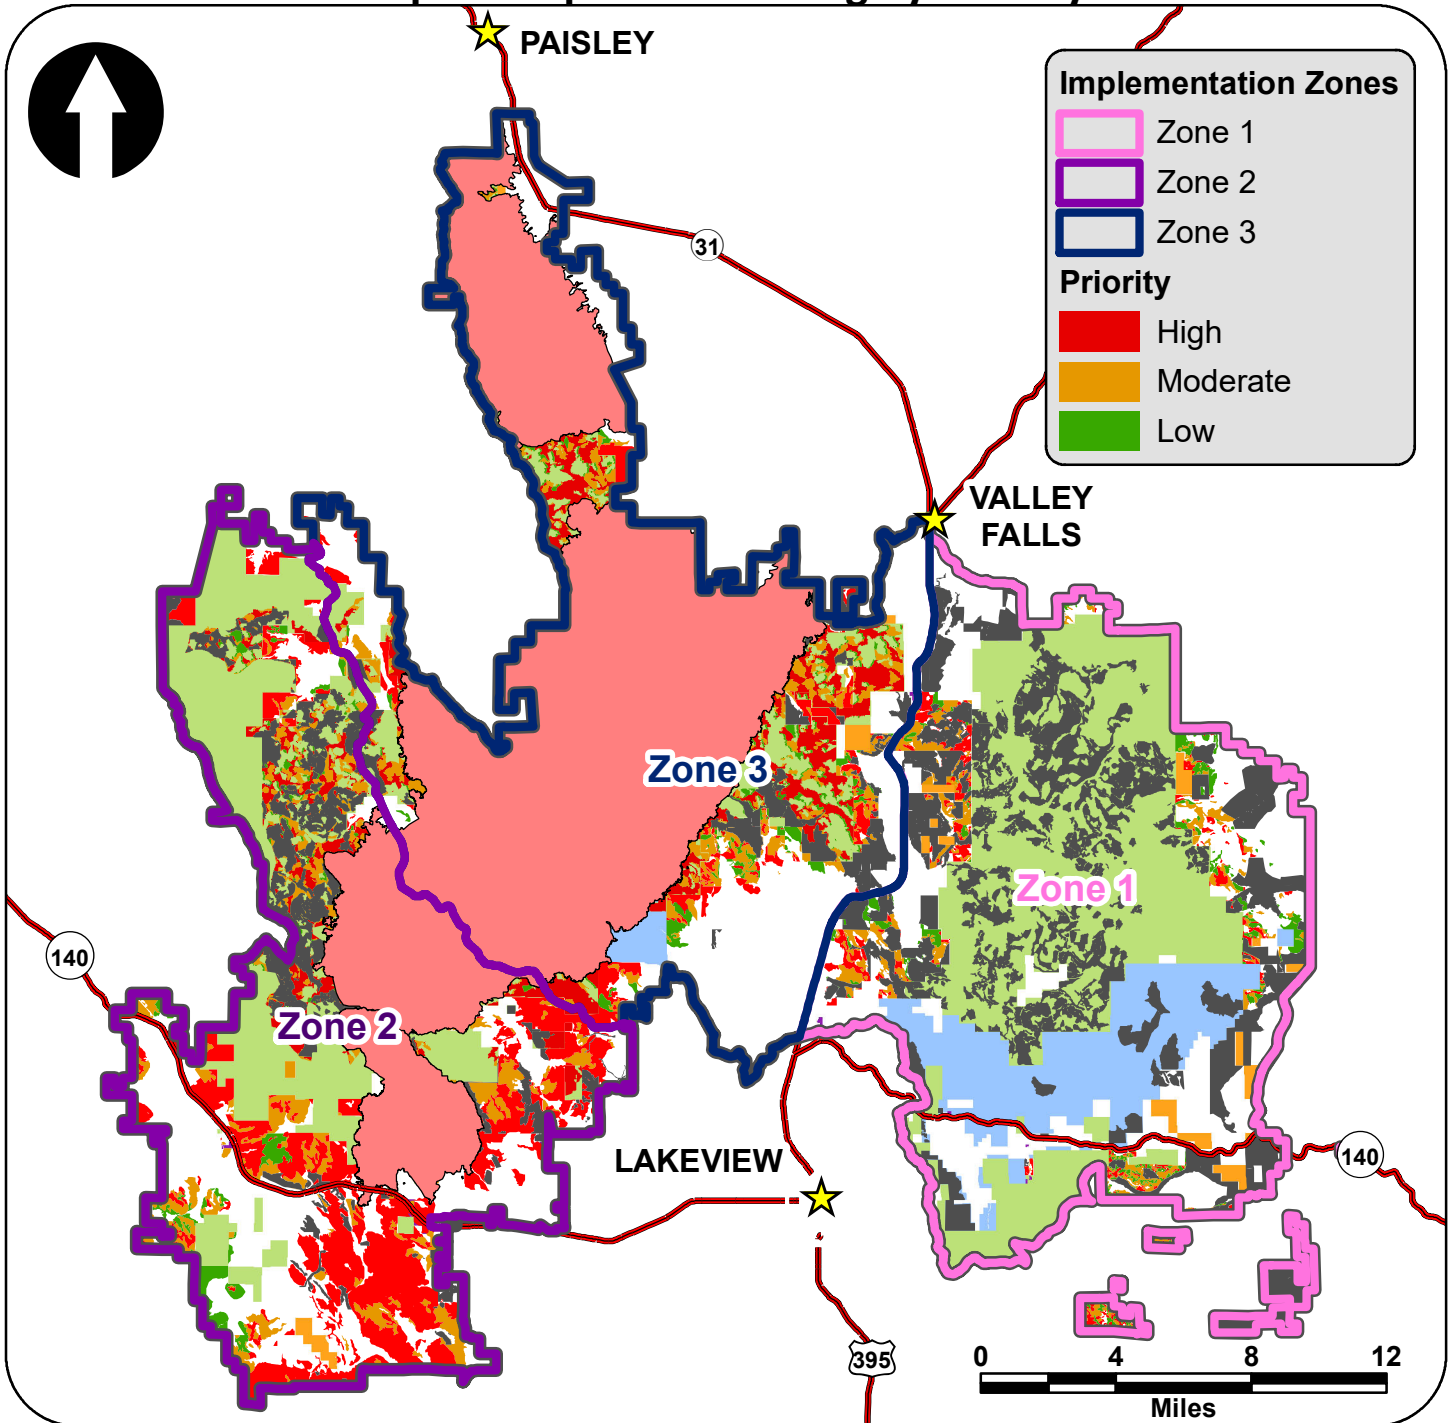 PAISLEY
Implementation Zones
Zone 1
Zone 2
Zone 3
Priority
High
Moderate
Low
31
VALLEY
FALLS
Zone 3
Zone 1
140
Zone 2
140
LAKEVIEW
395
0 4 8 12
Miles